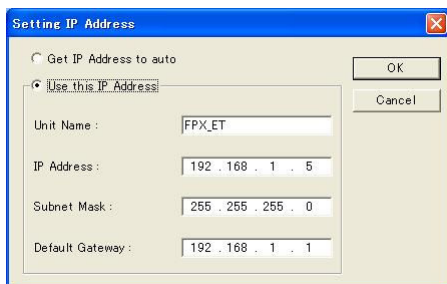 Setting IP Address
Get IP Address to auto
OK
Use this IP Address
Cancel
Unit Name :
FPX_ET
IP Address :
192 . 168 . 1 . 5
Subnet Mask :
255 . 255 . 255 . 0
Default Gateway :
192 . 168 . 1 . 1